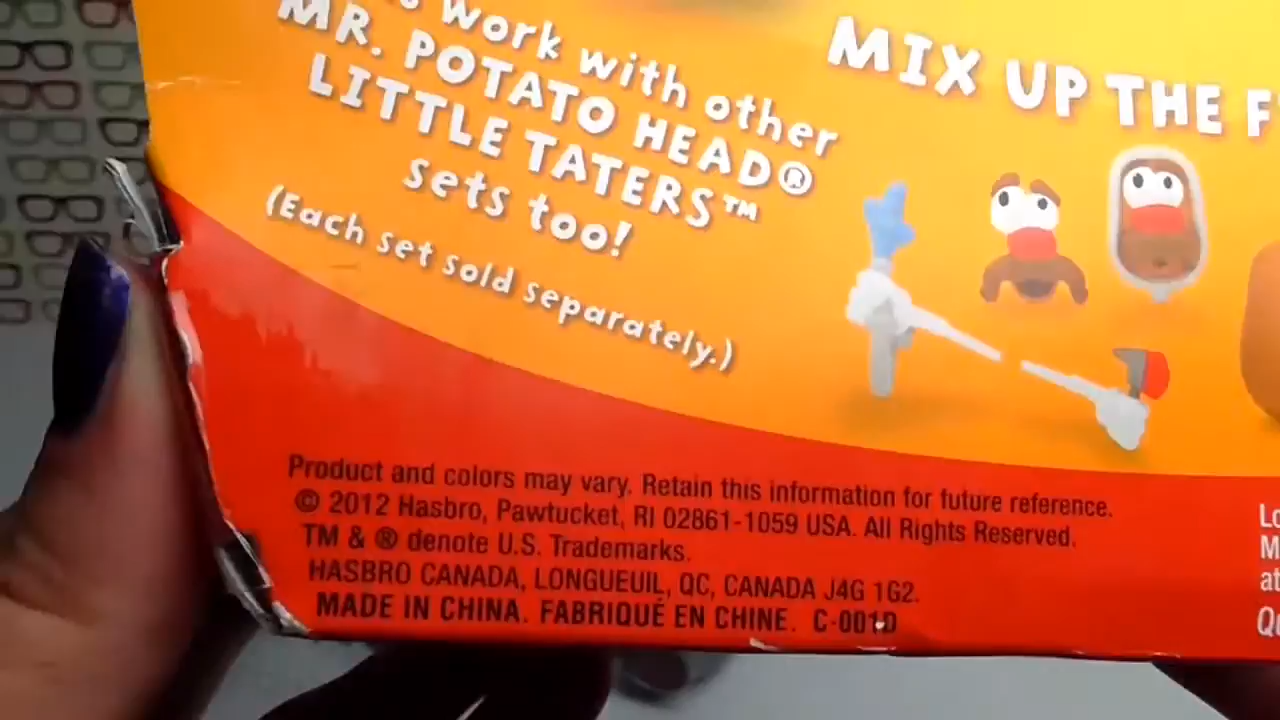 work with other
MR. POTATO HEAD®
LITTLE TATERS™
sets too!
(Each set sold separately.)
MIX UP THE F
Product and colors may vary. Retain this information for future reference.
© 2012 Hasbro, Pawtucket, RI 02861-1059 USA. All Rights Reserved.
TM & ® denote U.S. Trademarks.
HASBRO CANADA, LONGUEUIL, QC, CANADA J4G 1G2.
MADE IN CHINA. FABRIQUÉ EN CHINE. C-001D